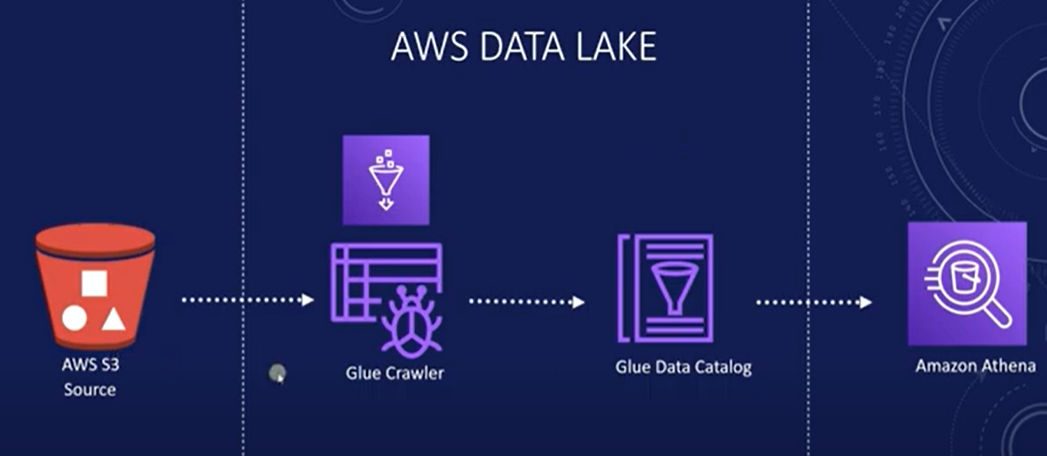 AWS DATA LAKE
AWS S3
Source
Glue Crawler
Glue Data Catalog
Amazon Athena